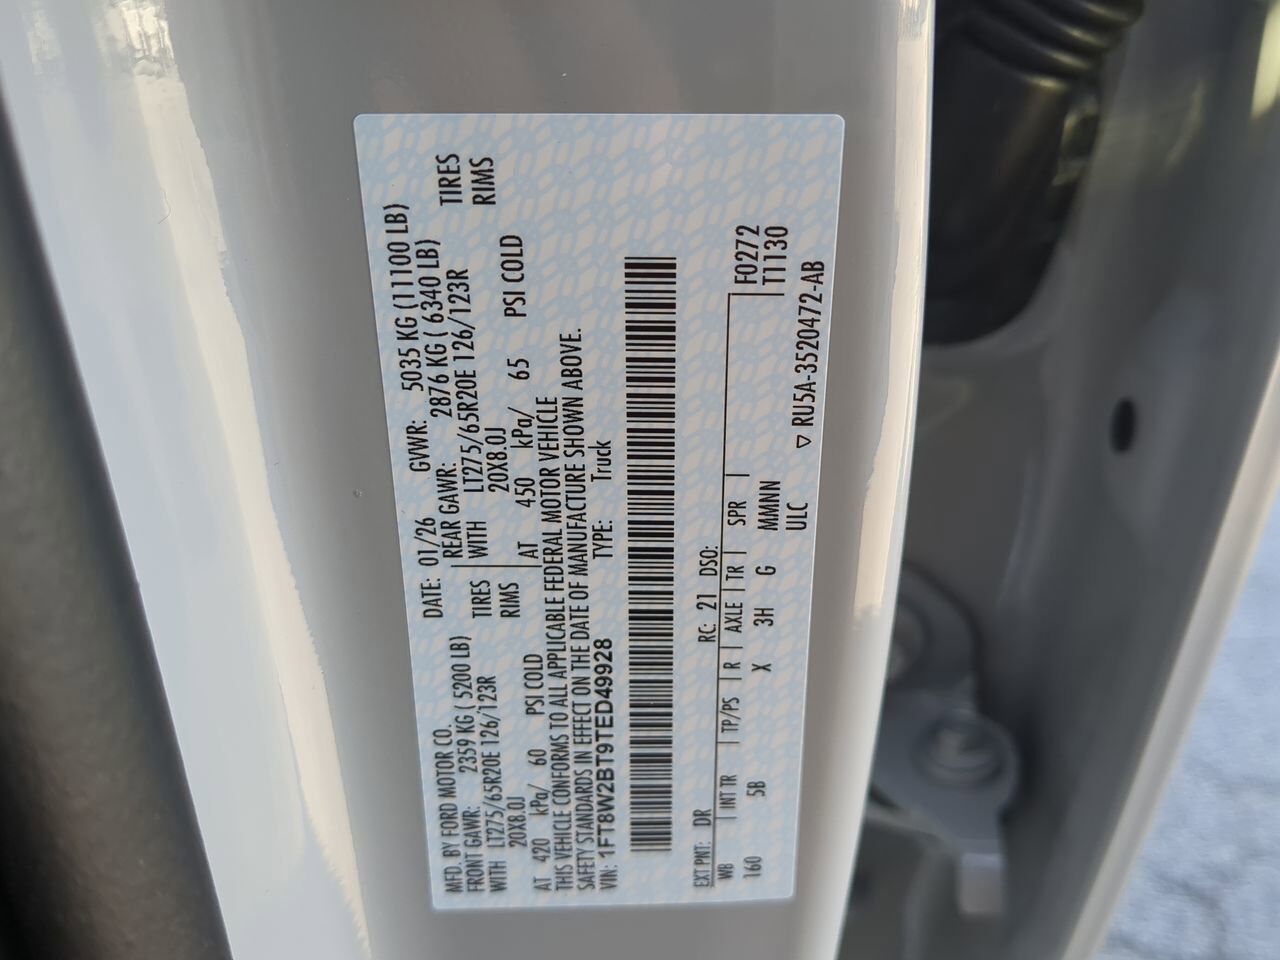 MFD. BY FORD MOTOR CO.
DATE: 01/26 GVWR: 5035 KG (11100 LB)
FRONT GAWR: 2359 KG ( 5200 LB) REAR GAWR: 2876 KG ( 6340 LB)
WITH LT275/65R20E 126/123R TIRES WITH LT275/65R20E 126/123R TIRES
20X8.0J RIMS 20X8.0J RIMS
AT 420 kPa/ 60 PSI COLD AT 450 kPa/ 65 PSI COLD
THIS VEHICLE CONFORMS TO ALL APPLICABLE FEDERAL MOTOR VEHICLE
SAFETY STANDARDS IN EFFECT ON THE DATE OF MANUFACTURE SHOWN ABOVE.
VIN: 1FT8W2BT9TED49928 TYPE: Truck
EXT PNT: DR RC: 21 DSO:
WB INT TR TP/PS R AXLE TR SPR F0272
160 5B X 3H G MMNN T1130
ULC
▽ RU5A-3520472-AB